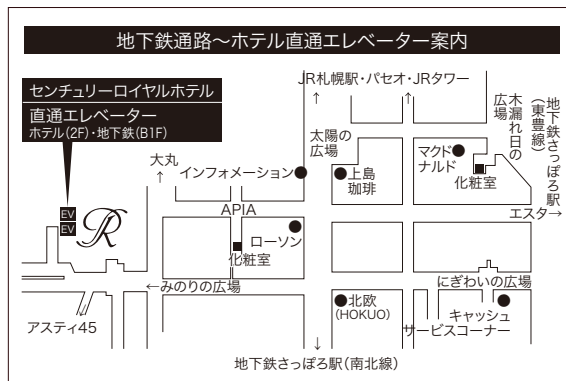 地下鉄通路～ホテル直通エレベーター案内
センチュリーロイヤルホテル
直通エレベーター
ホテル(2F)・地下鉄(B1F)
JR札幌駅・パセオ・JRタワー
↑
↑
大丸
↑
インフォメーション
太陽の
広場
上島
珈琲
マクド
ナルド
化粧室
木漏れ日の
広場
地下鉄さっぽろ駅
(東豊線)
エスタ→
EV
EV
R
APIA
ローソン
化粧室
←みのりの広場
にぎわいの広場
アスティ45
北欧
(HOKUO)
キャッシュ
サービスコーナー
↓
地下鉄さっぽろ駅(南北線)